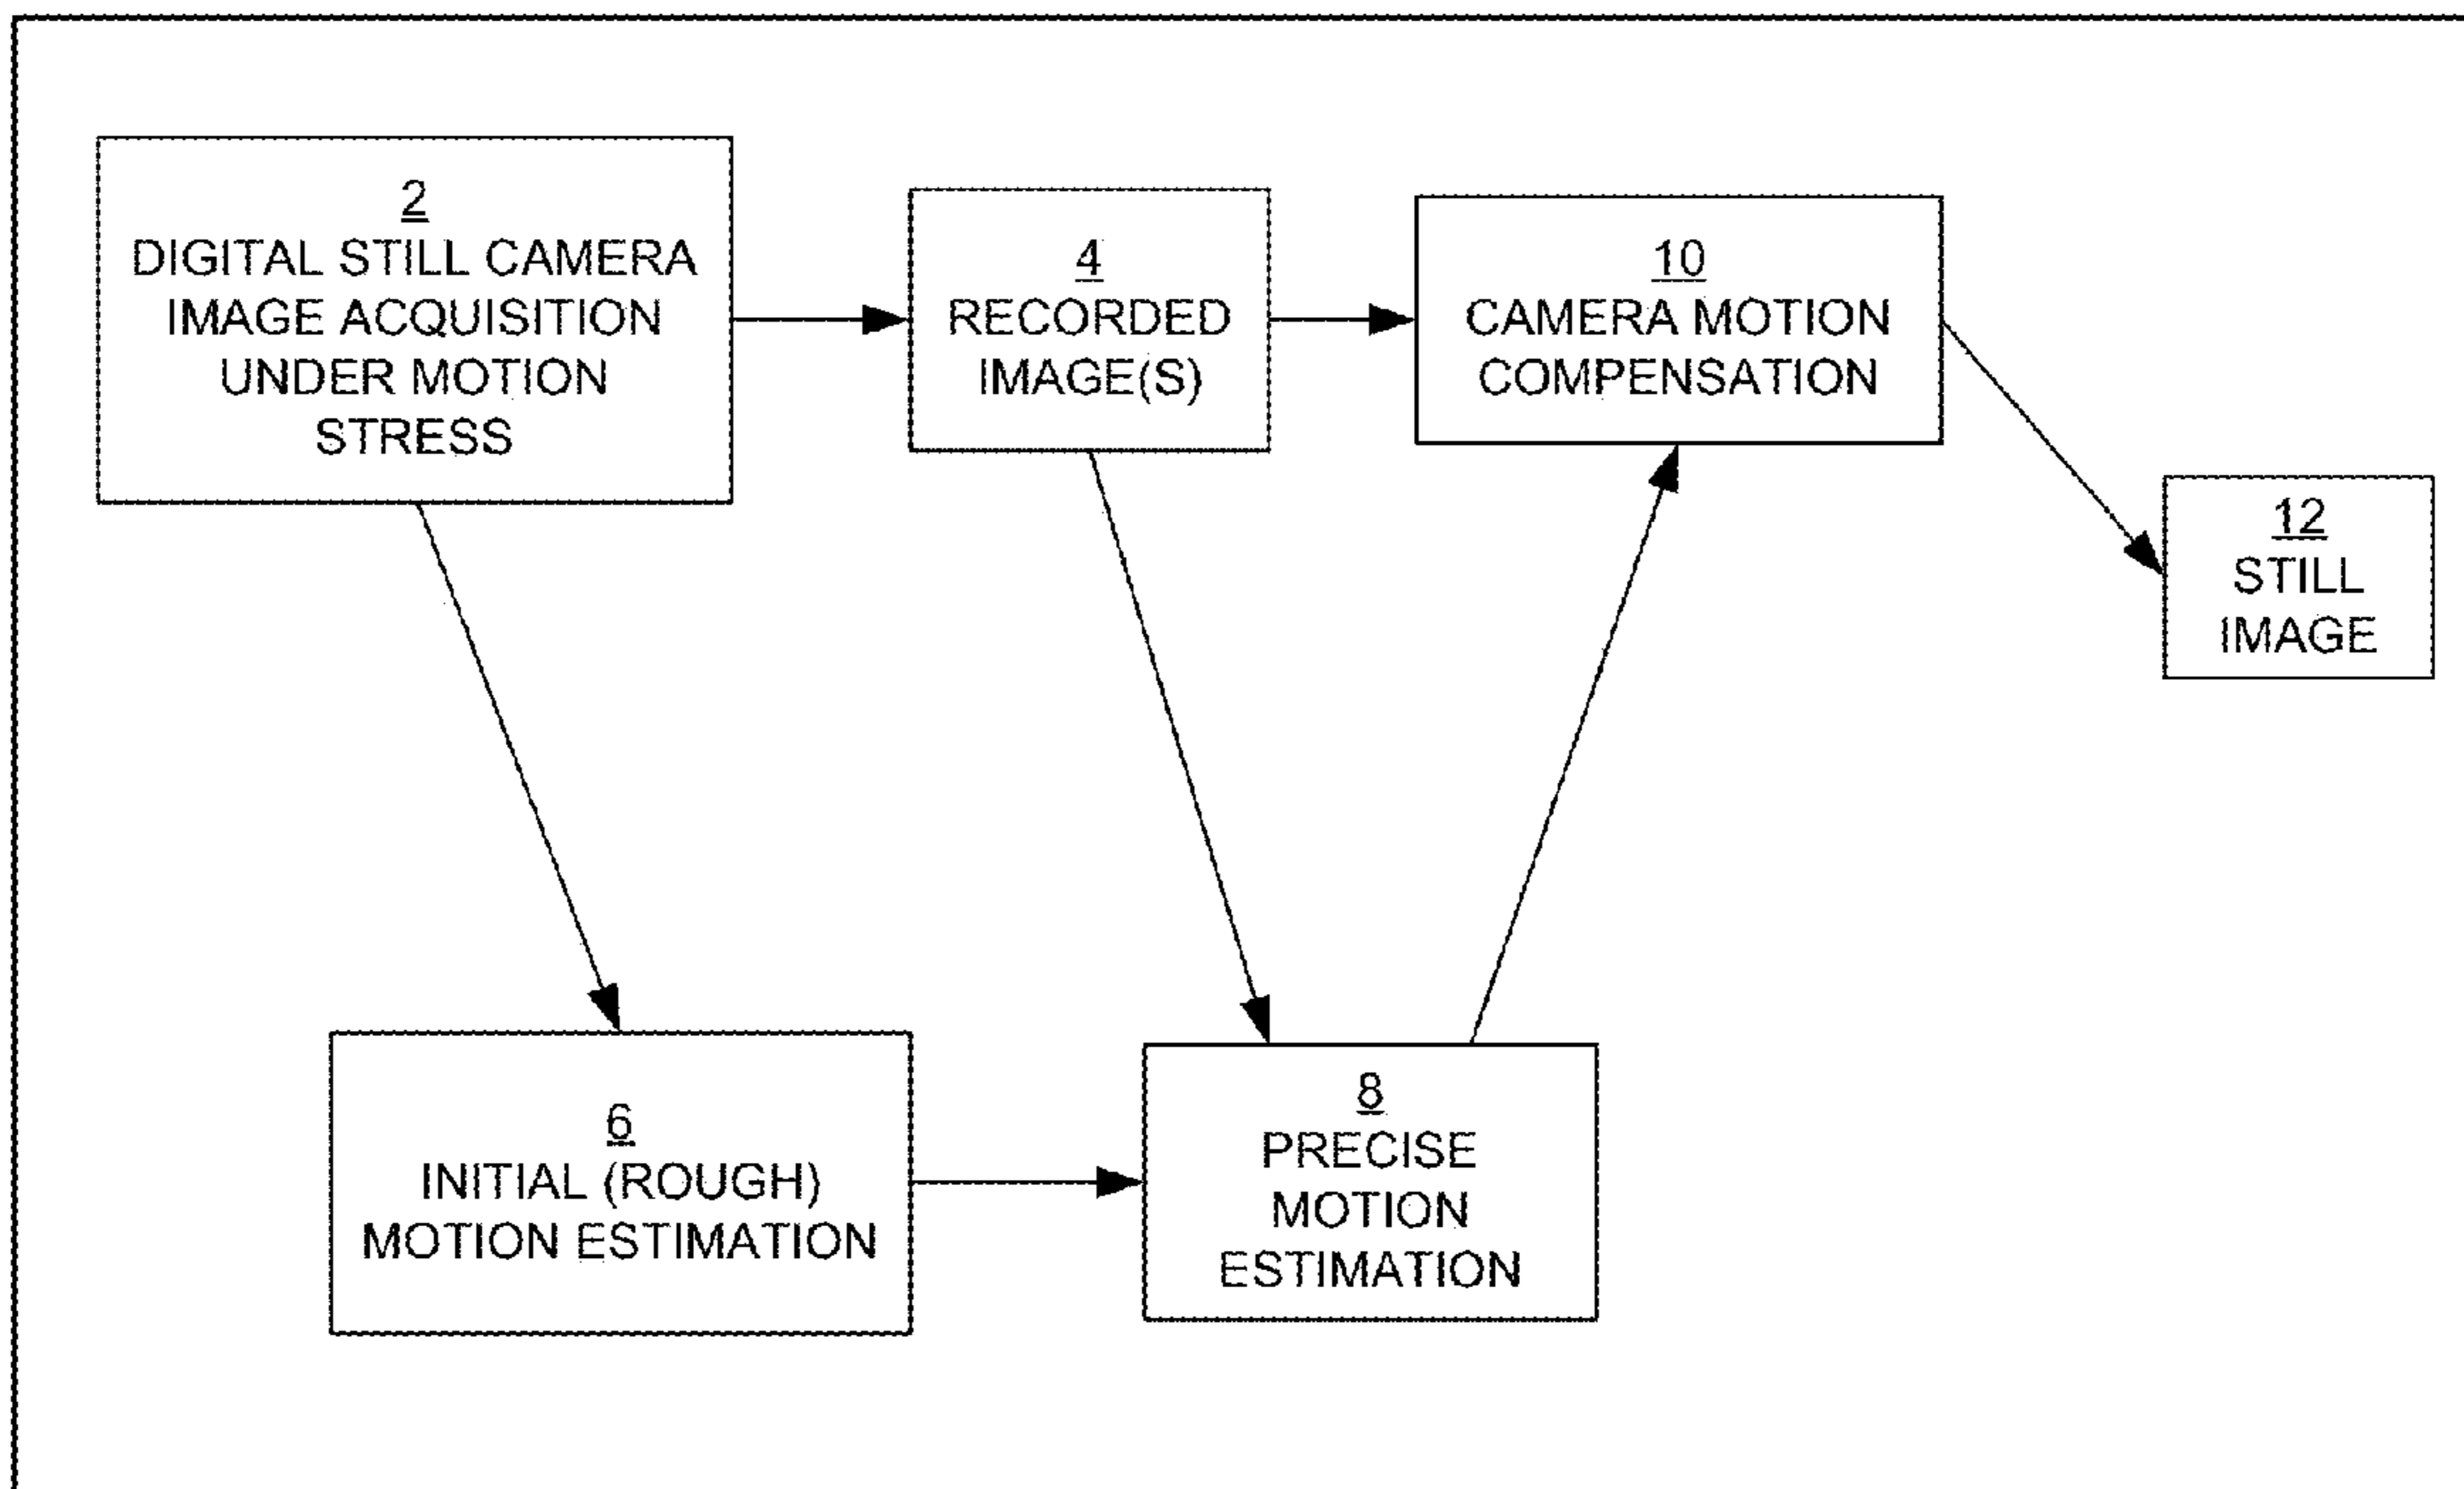 2
DIGITAL STILL CAMERA
IMAGE ACQUISITION
UNDER MOTION
STRESS
4
RECORDED
IMAGE(S)
10
CAMERA MOTION
COMPENSATION
12
STILL
IMAGE
6
INITIAL (ROUGH)
MOTION ESTIMATION
8
PRECISE
MOTION
ESTIMATION